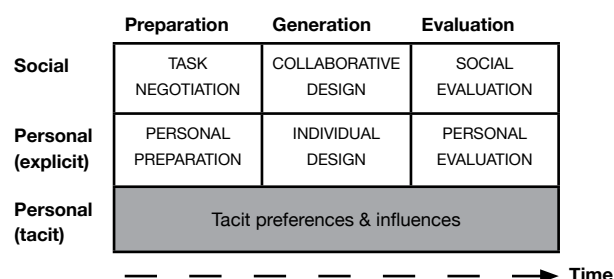 Preparation Generation Evaluation
Social
TASK
NEGOTIATION
COLLABORATIVE
DESIGN
SOCIAL
EVALUATION
Personal
(explicit)
PERSONAL
PREPARATION
INDIVIDUAL
DESIGN
PERSONAL
EVALUATION
Personal
(tacit)
Tacit preferences & influences
Time